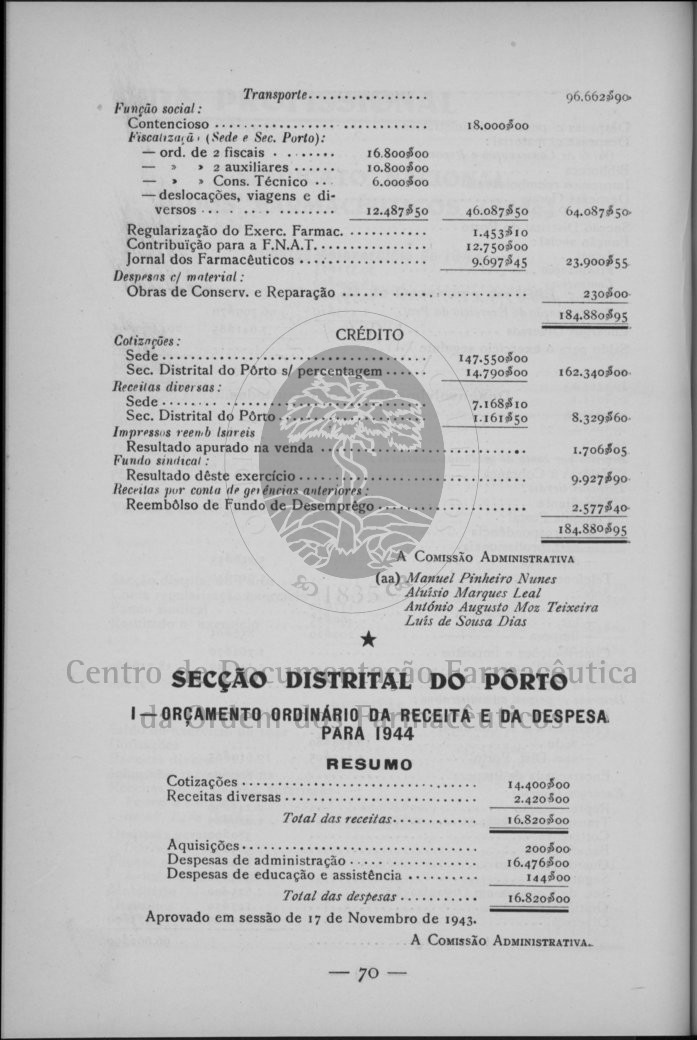 Transporte.................. 96.662$90
Função social:
Contencioso .............................. 18.000$00
Fiscalizaçã (Sede e Sec. Porto):
— ord. de 2 fiscais ........ 16.800$00
— » » 2 auxiliares ...... 10.800$00
— » » Cons. Técnico .. 6.000$00
— deslocações, viagens e di-
versos .................. 12.487$50 46.087$50 64.087$50
Regularização do Exerc. Farmac. ........... 1.453$10
Contribuïção para a F.N.A.T. .............. 12.750$00
Jornal dos Farmacêuticos .................. 9.697$45 23.900$55
Despesas c/ material:
Obras de Conserv. e Reparação ........................ 230$00
184.880$95
CRÉDITO
Cotizações:
Sede ...................................... 147.550$00
Sec. Distrital do Pôrto s/ percentagem ...... 14.790$00 162.340$00
Receitas diversas:
Sede ...................................... 7.168$10
Sec. Distrital do Pôrto .................... 1.161$50 8.329$60
Impressos reemb lsáreis
Resultado apurado na venda .......................... 1.706$05
Fundo sindical:
Resultado dêste exercício ............................ 9.927$90
Receitas por conta de gerências anteriores:
Reembôlso de Fundo de Desemprêgo .................... 2.577$40
184.880$95
A COMISSÃO ADMINISTRATIVA
(aa) Manuel Pinheiro Nunes
Aluísio Marques Leal
António Augusto Moz Teixeira
Luís de Sousa Dias
1835
★
Centro de Documentação Farmacêutica
da Ordem dos Farmacêuticos
SECÇÃO DISTRITAL DO PÔRTO
I — ORÇAMENTO ORDINÁRIO DA RECEITA E DA DESPESA
PARA 1944
RESUMO
Cotizações ................................ 14.400$00
Receitas diversas .......................... 2.420$00
Total das receitas............ 16.820$00
Aquisições ................................ 200$00
Despesas de administração .................. 16.476$00
Despesas de educação e assistência .......... 144$00
Total das despesas ........... 16.820$00
Aprovado em sessão de 17 de Novembro de 1943.
A COMISSÃO ADMINISTRATIVA.
— 70 —